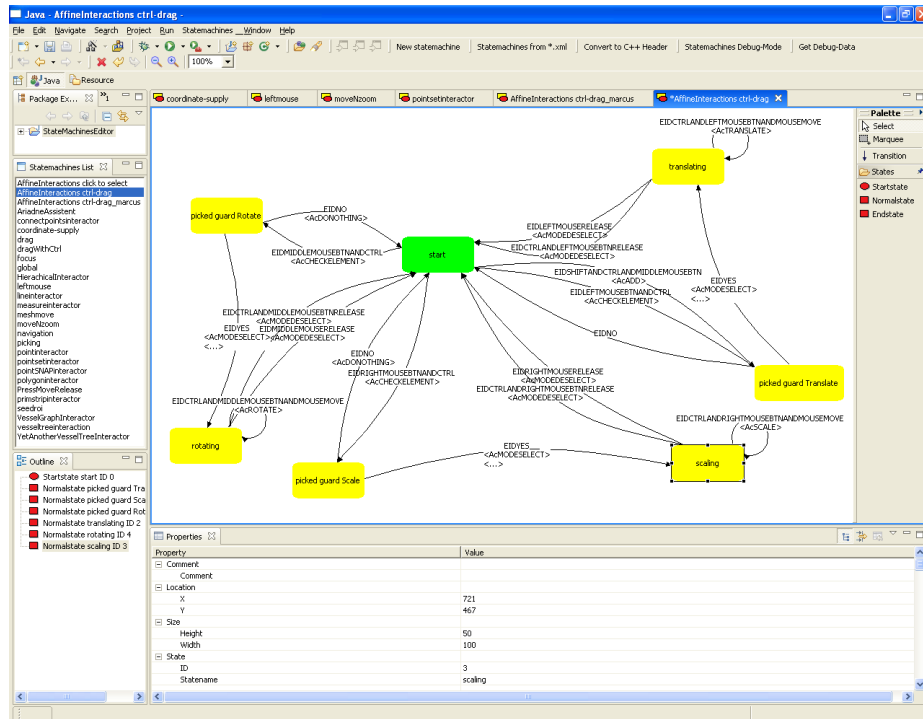 Java - AffineInteractions ctrl-drag -
File Edit Navigate Search Project Run Statemachines _Window Help
New statemachine Statemachines from *.xml Convert to C++ Header Statemachines Debug-Mode Get Debug-Data
100%
Java Resource
Package Ex... »1
StateMachinesEditor
Statemachines List
AffineInteractions click to select
AffineInteractions ctrl-drag
AffineInteractions ctrl-drag_marcus
AriadneAssistent
connectpointsinteractor
coordinate-supply
drag
dragWithCtrl
focus
global
HierachicalInteractor
leftmouse
lineinteractor
measureinteractor
meshmove
moveNzoom
navigation
picking
pointinteractor
pointsetinteractor
pointSNAPinteractor
polygoninteractor
PressMoveRelease
primstripinteractor
seedroi
VesselGraphInteractor
vesseltreeinteraction
YetAnotherVesselTreeInteractor
Outline
Startstate start ID 0
Normalstate picked guard Tra
Normalstate picked guard Sca
Normalstate picked guard Rot
Normalstate translating ID 2
Normalstate rotating ID 4
Normalstate scaling ID 3
coordinate-supply leftmouse moveNzoom pointsetinteractor AffineInteractions ctrl-drag_marcus *AffineInteractions ctrl-drag
EIDCTRLANDLEFTMOUSEBTNANDMOUSEMOVE
<AcTRANSLATE>
translating
picked guard Rotate
EIDNO
<AcDONOTHING>
EIDMIDDLEMOUSEBTNANDCTRL
<AcCHECKELEMENT>
start
EIDLEFTMOUSERELEASE
<AcMODEDESELECT>
EIDCTRLANDLEFTMOUSEBTNRELEASE
<AcMODEDESELECT>
EIDSHIFTANDCTRLANDMIDDLEMOUSEBTN
<AcADD>
EIDLEFTMOUSEBTNANDCTRL
<AcCHECKELEMENT>
EIDYES
<AcMODESELECT>
<...>
EIDCTRLANDMIDDLEMOUSEBTNRELEASE
<AcMODEDESELECT>
EIDYES EIDMIDDLEMOUSERELEASE
<AcMODESELECT> <AcMODEDESELECT>
<...>
EIDNO
EIDNO
<AcDONOTHING>
EIDRIGHTMOUSEBTNANDCTRL
<AcCHECKELEMENT>
EIDRIGHTMOUSERELEASE
<AcMODEDESELECT>
EIDCTRLANDRIGHTMOUSEBTNRELEASE
<AcMODEDESELECT>
picked guard Translate
EIDCTRLANDMIDDLEMOUSEBTNANDMOUSEMOVE
<AcROTATE>
rotating
EIDCTRLANDRIGHTMOUSEBTNANDMOUSEMOVE
<AcSCALE>
EIDYES
<AcMODESELECT>
<...>
scaling
picked guard Scale
Palette
Select
Marquee
Transition
States
Startstate
Normalstate
Endstate
Properties
Property Value
Comment
Comment
Location
X 721
Y 467
Size
Height 50
Width 100
State
ID 3
Statename scaling